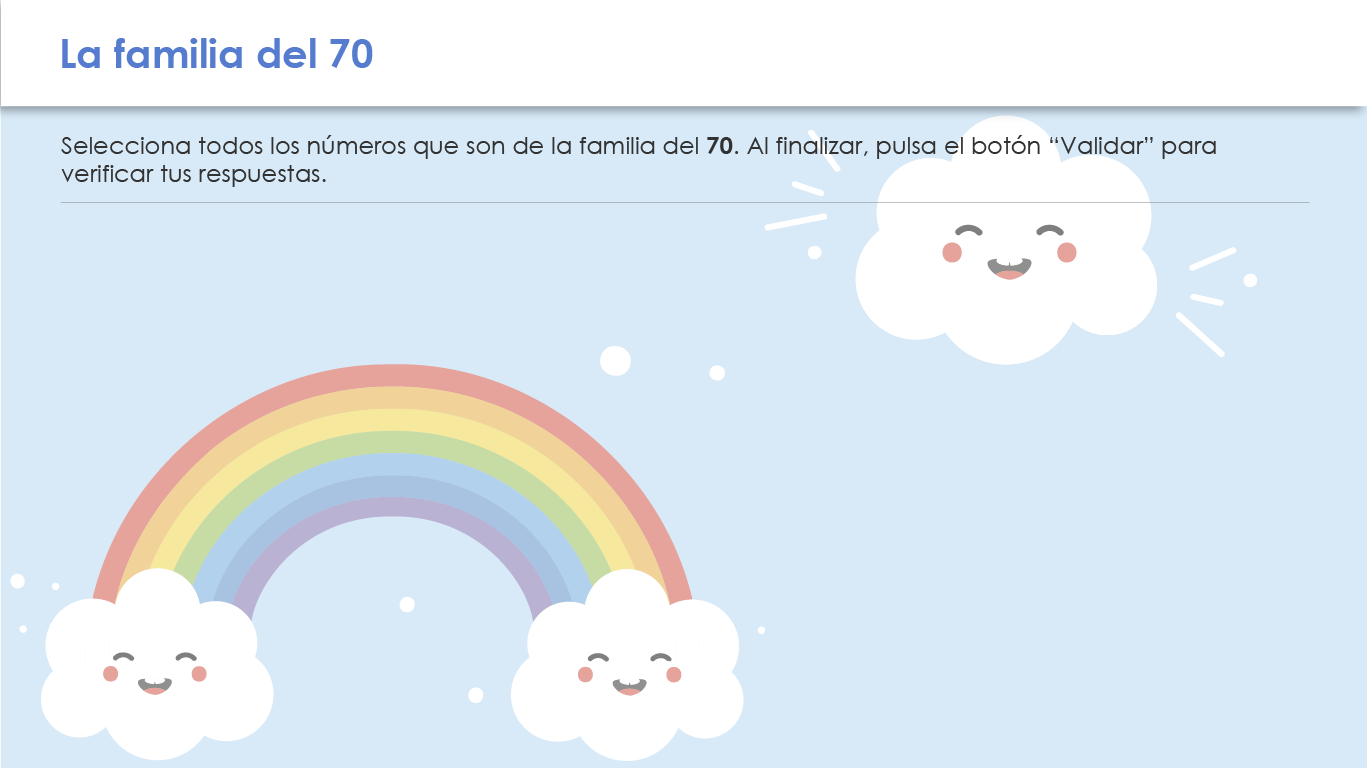 La familia del 70
Selecciona todos los números que son de la familia del 70. Al finalizar, pulsa el botón “Validar” para
verificar tus respuestas.